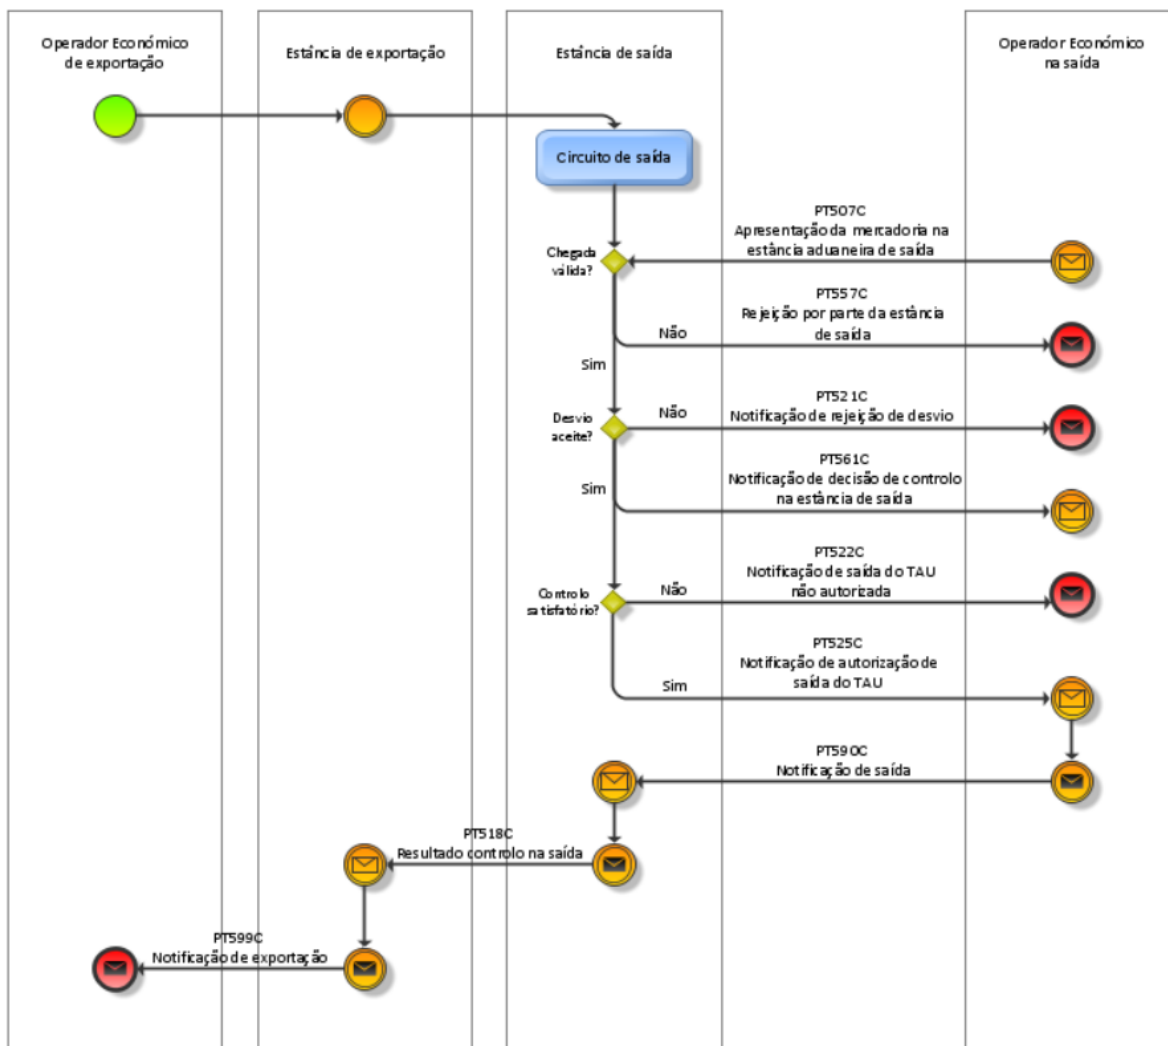 Operador Económico
de exportação
Estância de exportação
Estância de saída
Operador Económico
na saída
Circuito de saída
PT507C
Apresentação da mercadoria na
estância aduaneira de saída
Chegada
válida?
PT557C
Rejeição por parte da estância
de saída
Não
Sim
PT521C
Notificação de rejeição de desvio
Não
Desvio
aceite?
PT561C
Notificação de decisão de controlo
na estância de saída
Sim
PT522C
Notificação de saída do TAU
não autorizada
Não
Controlo
satisfatório?
PT525C
Notificação de autorização de
saída do TAU
Sim
PT590C
Notificação de saída
PT518C
Resultado controlo na saída
PT599C
Notificação de exportação